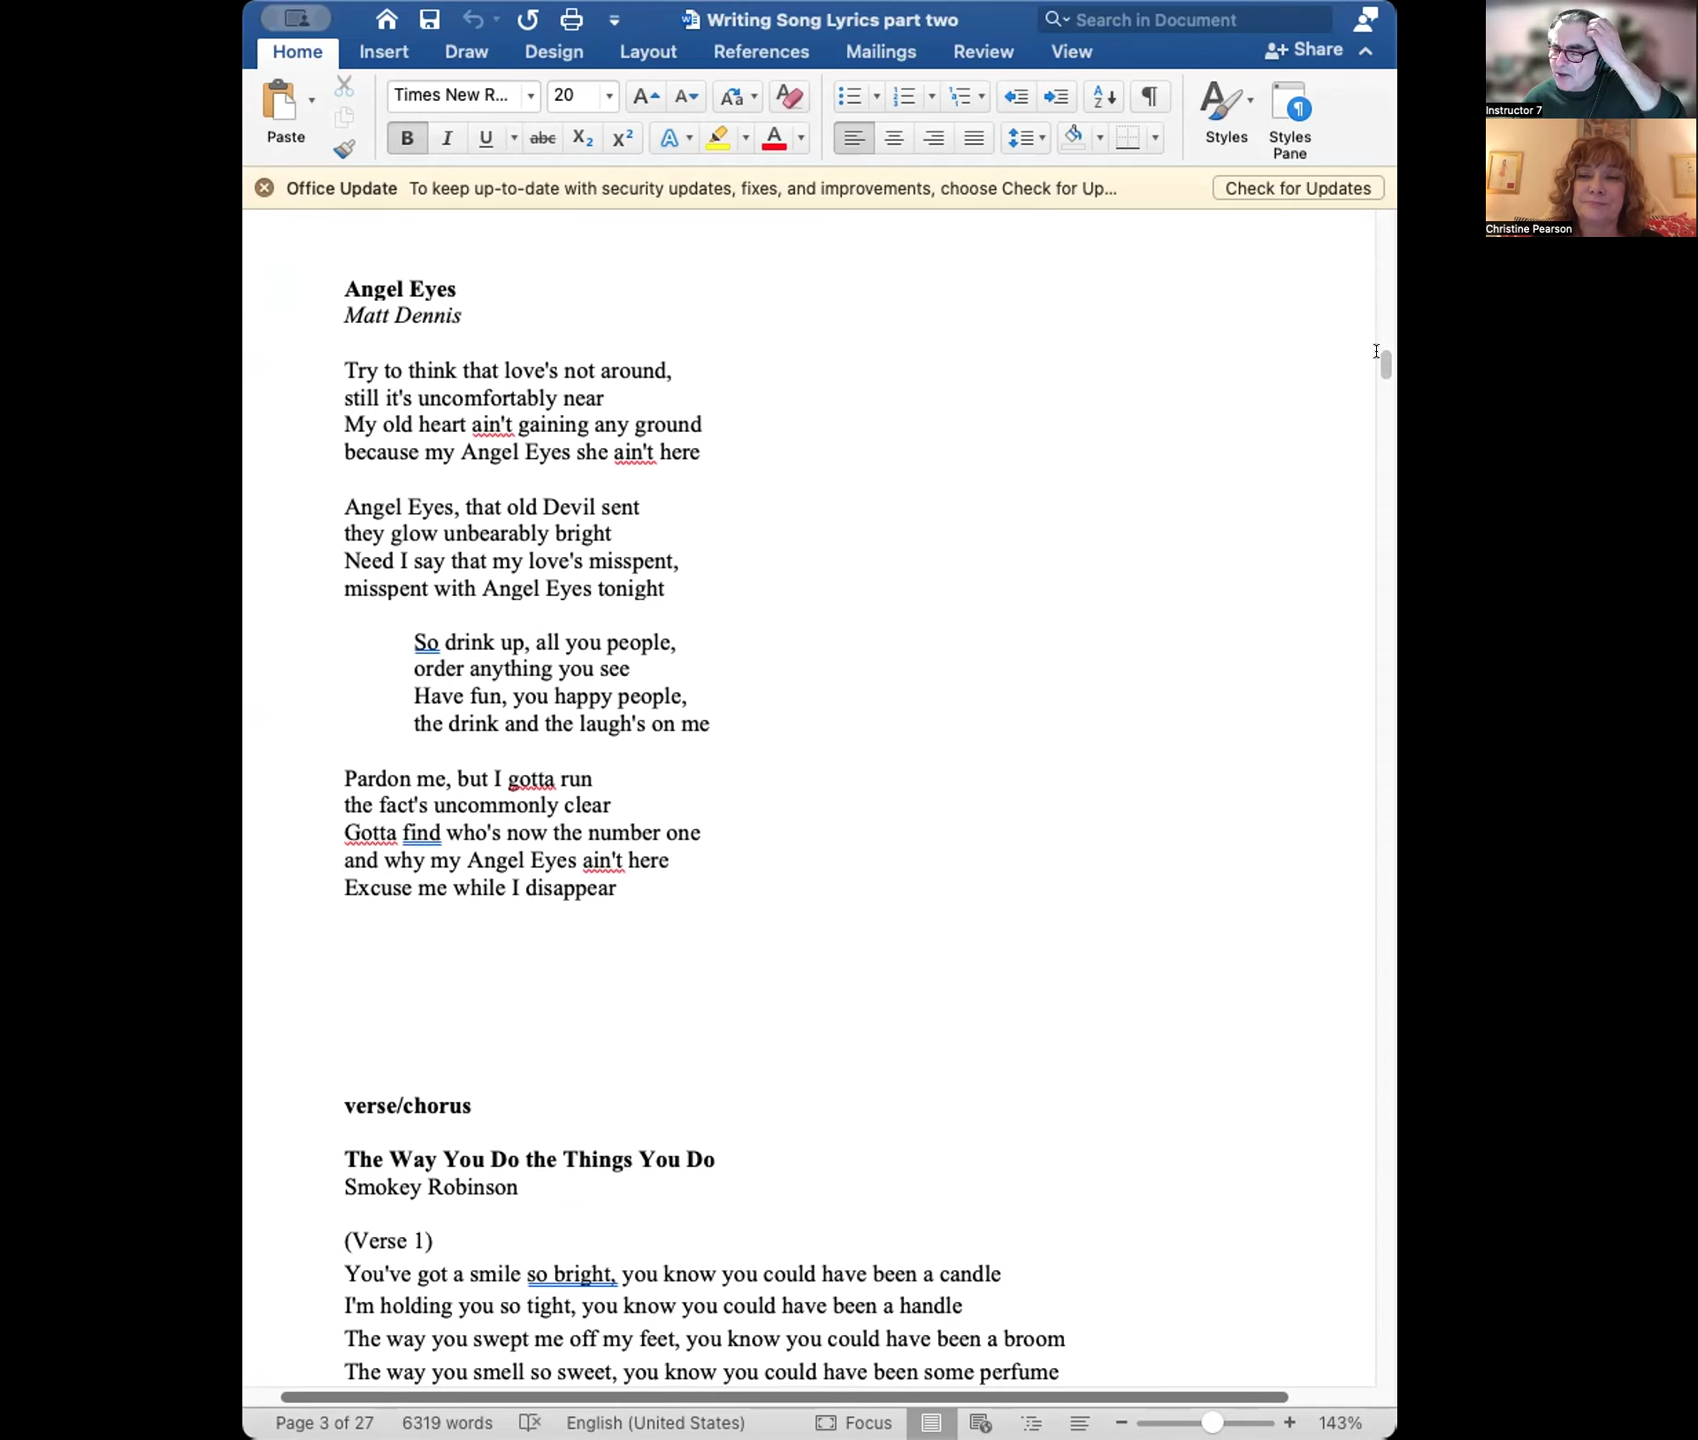 Writing Song Lyrics part two
Search in Document
Home Insert Draw Design Layout References Mailings Review View Share
Times New R... 20
Paste
Styles
Styles Pane
Office Update To keep up-to-date with security updates, fixes, and improvements, choose Check for Up... Check for Updates
Angel Eyes
Matt Dennis
Try to think that love's not around,
still it's uncomfortably near
My old heart ain't gaining any ground
because my Angel Eyes she ain't here
Angel Eyes, that old Devil sent
they glow unbearably bright
Need I say that my love's misspent,
misspent with Angel Eyes tonight
So drink up, all you people,
order anything you see
Have fun, you happy people,
the drink and the laugh's on me
Pardon me, but I gotta run
the fact's uncommonly clear
Gotta find who's now the number one
and why my Angel Eyes ain't here
Excuse me while I disappear
verse/chorus
The Way You Do the Things You Do
Smokey Robinson
(Verse 1)
You've got a smile so bright, you know you could have been a candle
I'm holding you so tight, you know you could have been a handle
The way you swept me off my feet, you know you could have been a broom
The way you smell so sweet, you know you could have been some perfume
Page 3 of 27 6319 words English (United States) Focus 143%
Instructor 7
Christine Pearson